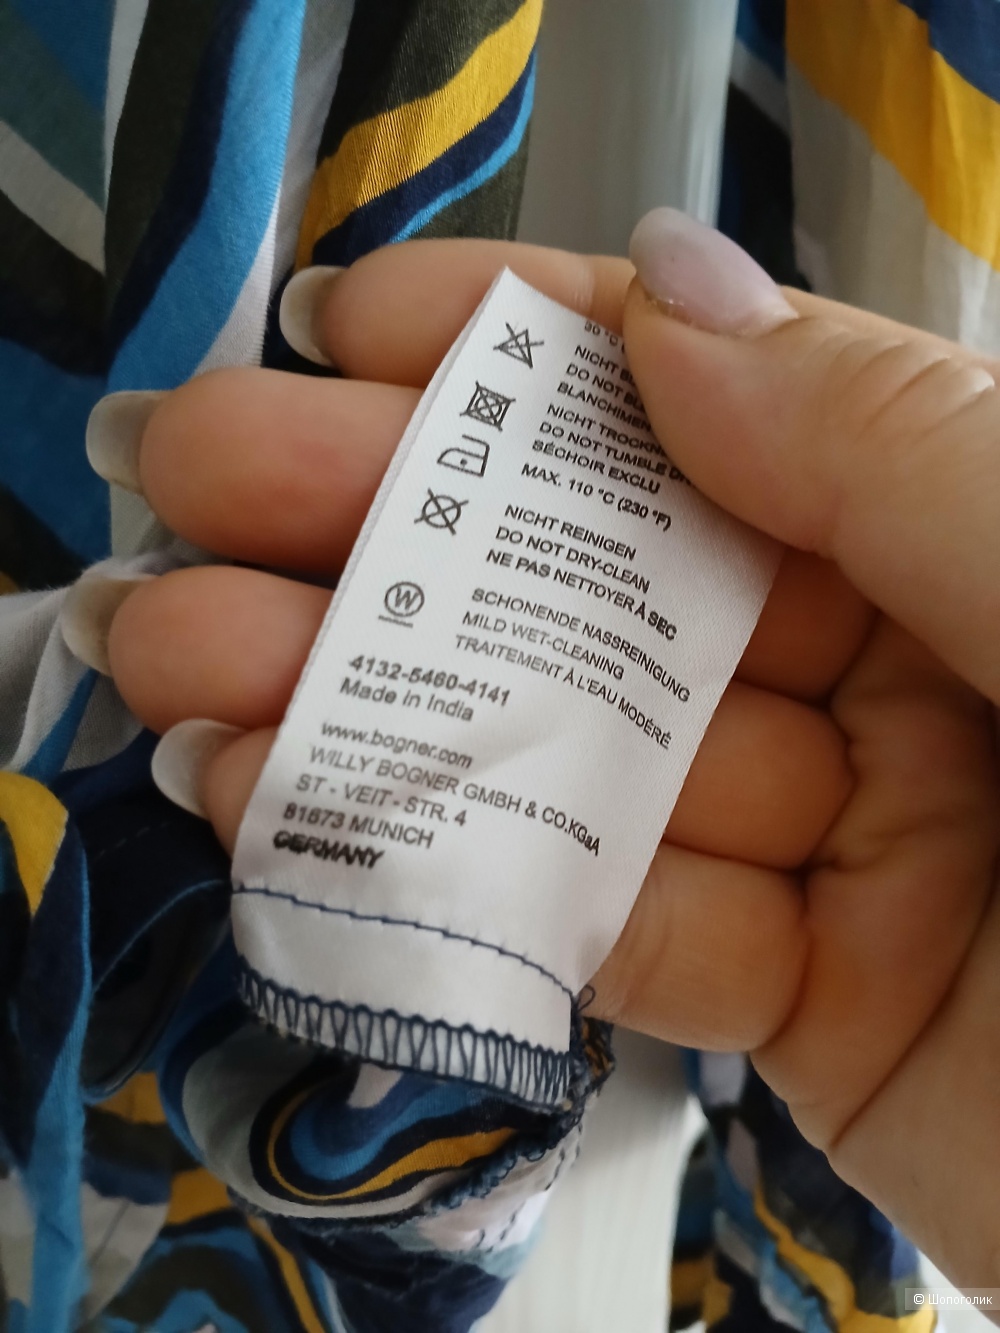 30 °C
NICHT
DO NOT
BLANCHIMEN
NICHT TROCKN
DO NOT TUMBLE DR
SÉCHOIR EXCLU
MAX. 110 °C (230 °F)
NICHT REINIGEN
DO NOT DRY-CLEAN
NE PAS NETTOYER À SEC
W
SCHONENDE NASSREINIGUNG
MILD WET-CLEANING
TRAITEMENT À L'EAU MODÉRÉ
4132-5460-4141
Made in India
www.bogner.com
WILLY BOGNER GMBH & CO.KGaA
ST - VEIT - STR. 4
81673 MUNICH
GERMANY
© Шопоголик